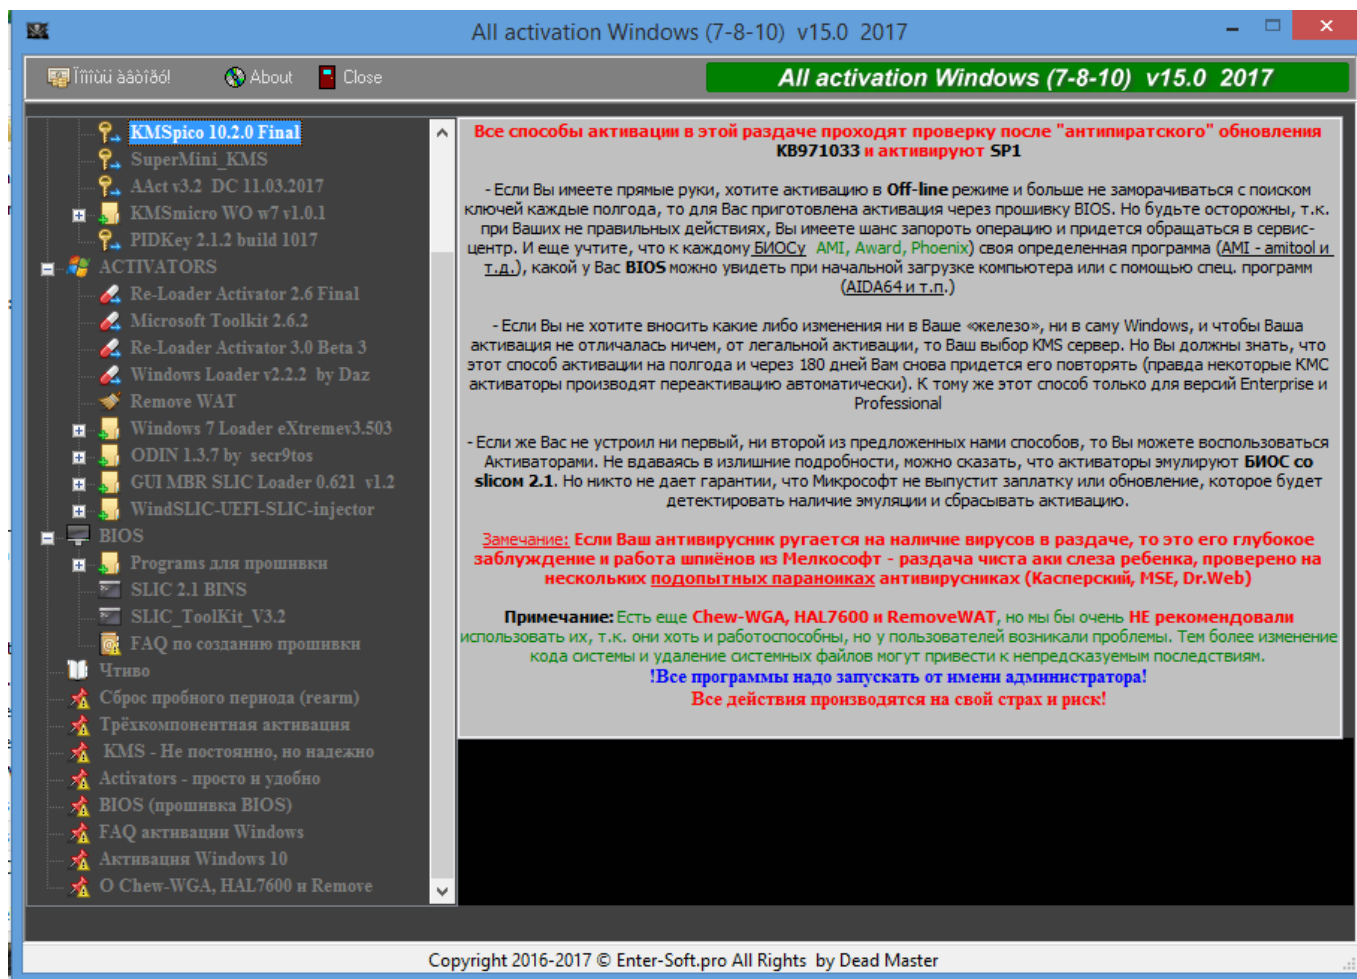 All activation Windows (7-8-10) v15.0 2017
Ïîìîùü àâòîðó! About Close
All activation Windows (7-8-10) v15.0 2017
KMSpico 10.2.0 Final
SuperMini_KMS
AAct v3.2 DC 11.03.2017
KMSmicro WO w7 v1.0.1
PIDKey 2.1.2 build 1017
ACTIVATORS
Re-Loader Activator 2.6 Final
Microsoft Toolkit 2.6.2
Re-Loader Activator 3.0 Beta 3
Windows Loader v2.2.2 by Daz
Remove WAT
Windows 7 Loader eXtremev3.503
ODIN 1.3.7 by secr9tos
GUI MBR SLIC Loader 0.621 v1.2
WindSLIC-UEFI-SLIC-injector
BIOS
Programs для прошивки
SLIC 2.1 BINS
SLIC_ToolKit_V3.2
FAQ по созданию прошивки
Чтиво
Сброс пробного периода (rearm)
Трёхкомпонентная активация
KMS - Не постоянно, но надежно
Activators - просто и удобно
BIOS (прошивка BIOS)
FAQ активации Windows
Активация Windows 10
О Chew-WGA, HAL7600 и Remove
Все способы активации в этой раздаче проходят проверку после "антипиратского" обновления
KB971033 и активируют SP1
- Если Вы имеете прямые руки, хотите активацию в Off-line режиме и больше не заморачиваться с поиском
ключей каждые полгода, то для Вас приготовлена активация через прошивку BIOS. Но будьте осторожны, т.к.
при Ваших не правильных действиях, Вы имеете шанс запороть операцию и придется обращаться в сервис-
центр. И еще учтите, что к каждому БИОСу AMI, Award, Phoenix) своя определенная программа (AMI - amitool и
т.д.), какой у Вас BIOS можно увидеть при начальной загрузке компьютера или с помощью спец. программ
(AIDA64 и т.п.)
- Если Вы не хотите вносить какие либо изменения ни в Ваше «железо», ни в саму Windows, и чтобы Ваша
активация не отличалась ничем, от легальной активации, то Ваш выбор KMS сервер. Но Вы должны знать, что
этот способ активации на полгода и через 180 дней Вам снова придется его повторять (правда некоторые КМС
активаторы производят переактивацию автоматически). К тому же этот способ только для версий Enterprise и
Professional
- Если же Вас не устроил ни первый, ни второй из предложенных нами способов, то Вы можете воспользоваться
Активаторами. Не вдаваясь в излишние подробности, можно сказать, что активаторы эмулируют БИОС со
slicом 2.1. Но никто не дает гарантии, что Микрософт не выпустит заплатку или обновление, которое будет
детектировать наличие эмуляции и сбрасывать активацию.
Замечание: Если Ваш антивирусник ругается на наличие вирусов в раздаче, то это его глубокое
заблуждение и работа шпиёнов из Мелкософт - раздача чиста аки слеза ребенка, проверено на
нескольких подопытных параноиках антивирусниках (Касперский, MSE, Dr.Web)
Примечание: Есть еще Chew-WGA, HAL7600 и RemoveWAT, но мы бы очень НЕ рекомендовали
использовать их, т.к. они хоть и работоспособны, но у пользователей возникали проблемы. Тем более изменение
кода системы и удаление системных файлов могут привести к непредсказуемым последствиям.
!Все программы надо запускать от имени администратора!
Все действия производятся на свой страх и риск!
Copyright 2016-2017 © Enter-Soft.pro All Rights by Dead Master